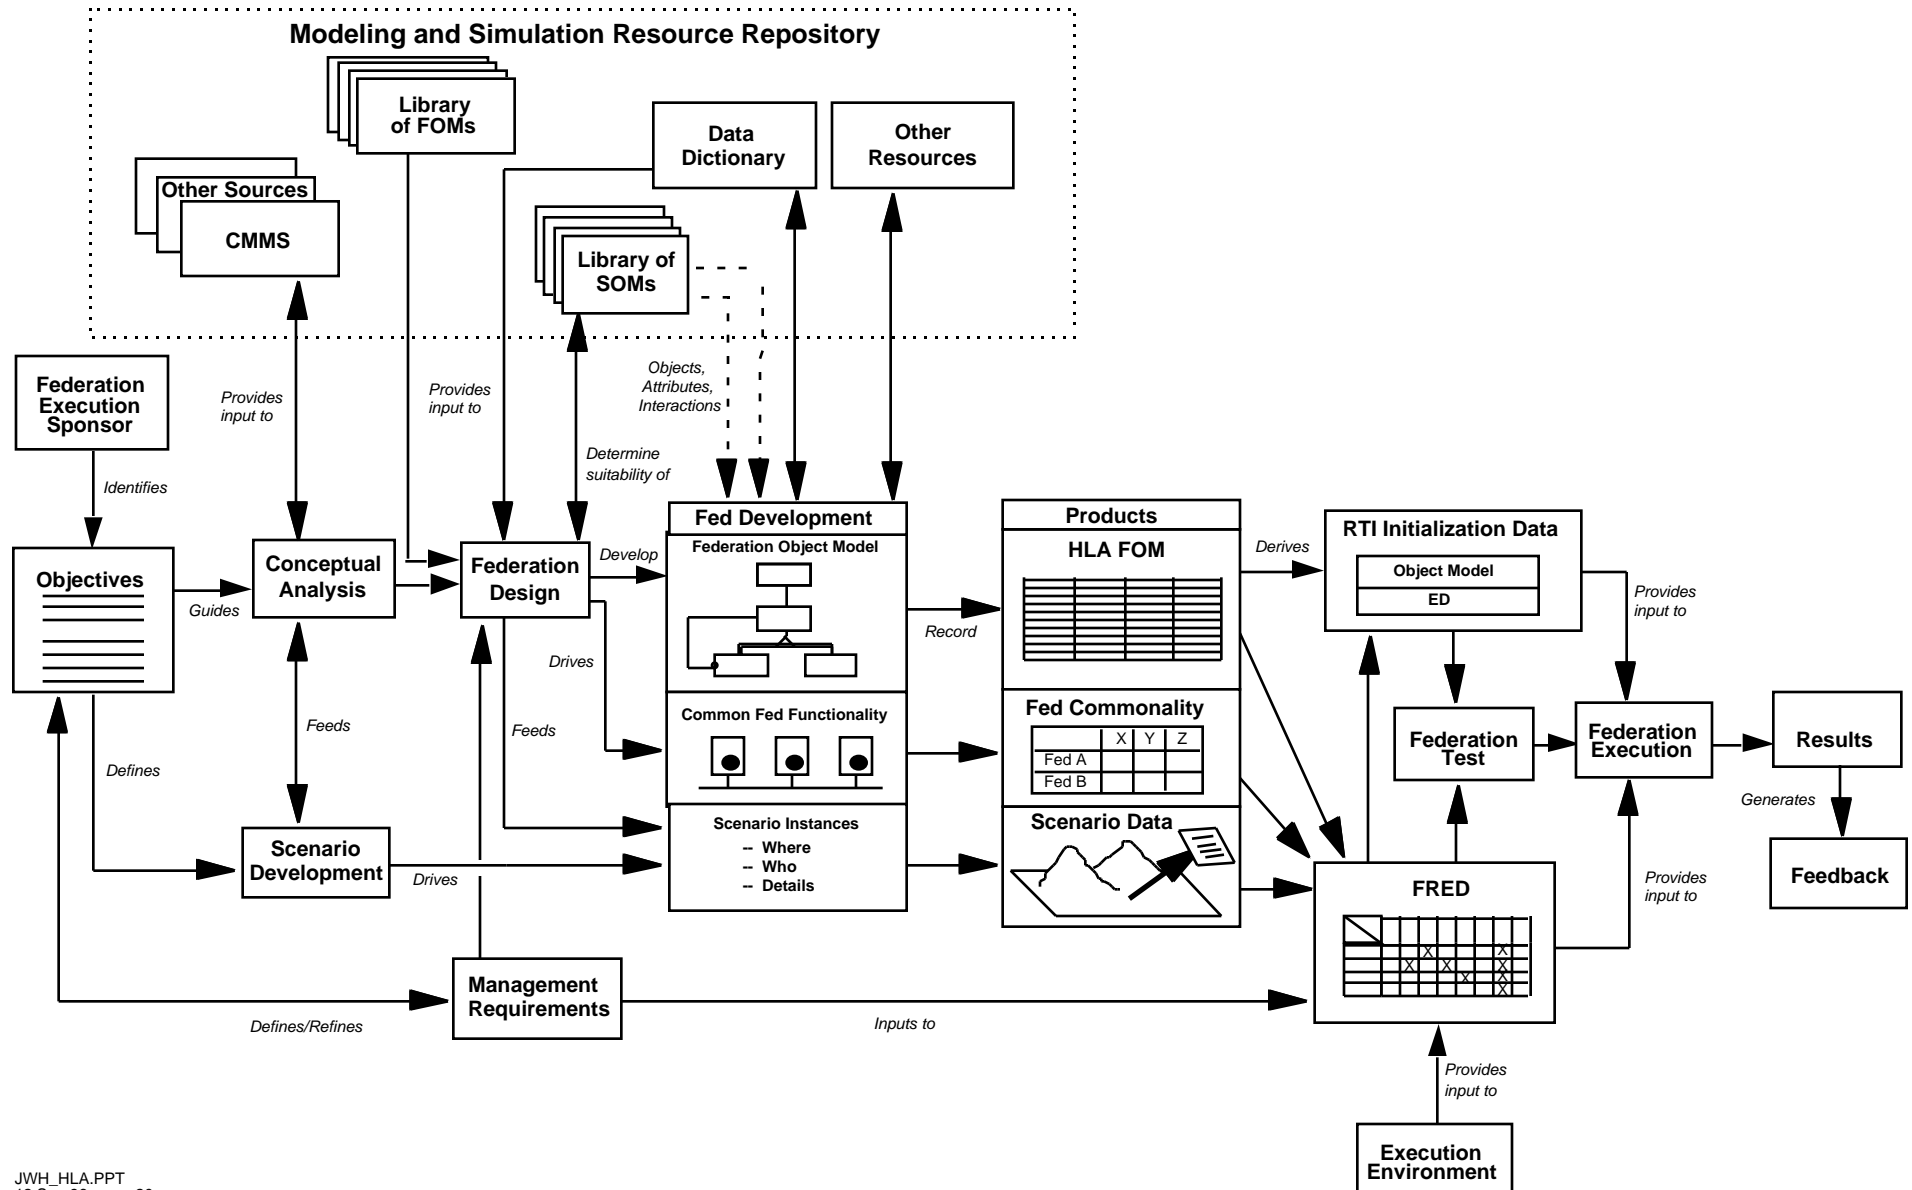 Modeling and Simulation Resource Repository
Library
of FOMs
Data
Dictionary
Other
Resources
Other Sources
CMMS
Library of
SOMs
Federation
Execution
Sponsor
Provides
input to
Provides
input to
Objects,
Attributes,
Interactions
Determine
suitability of
Identifies
Objectives
Guides
Conceptual
Analysis
Federation
Design
Develop
Fed Development
Federation Object Model
Record
Products
HLA FOM
Derives
RTI Initialization Data
Object Model
ED
Provides
input to
Drives
Feeds
Feeds
Defines
Common Fed Functionality
Fed Commonality
X Y Z
Fed A
Fed B
Federation
Test
Federation
Execution
Results
Generates
Feedback
Scenario
Development
Drives
Scenario Instances
-- Where
-- Who
-- Details
Scenario Data
FRED
X X
X X X
X X
X
Provides
input to
Management
Requirements
Defines/Refines
Inputs to
Provides
input to
Execution
Environment
JWH_HLA.PPT